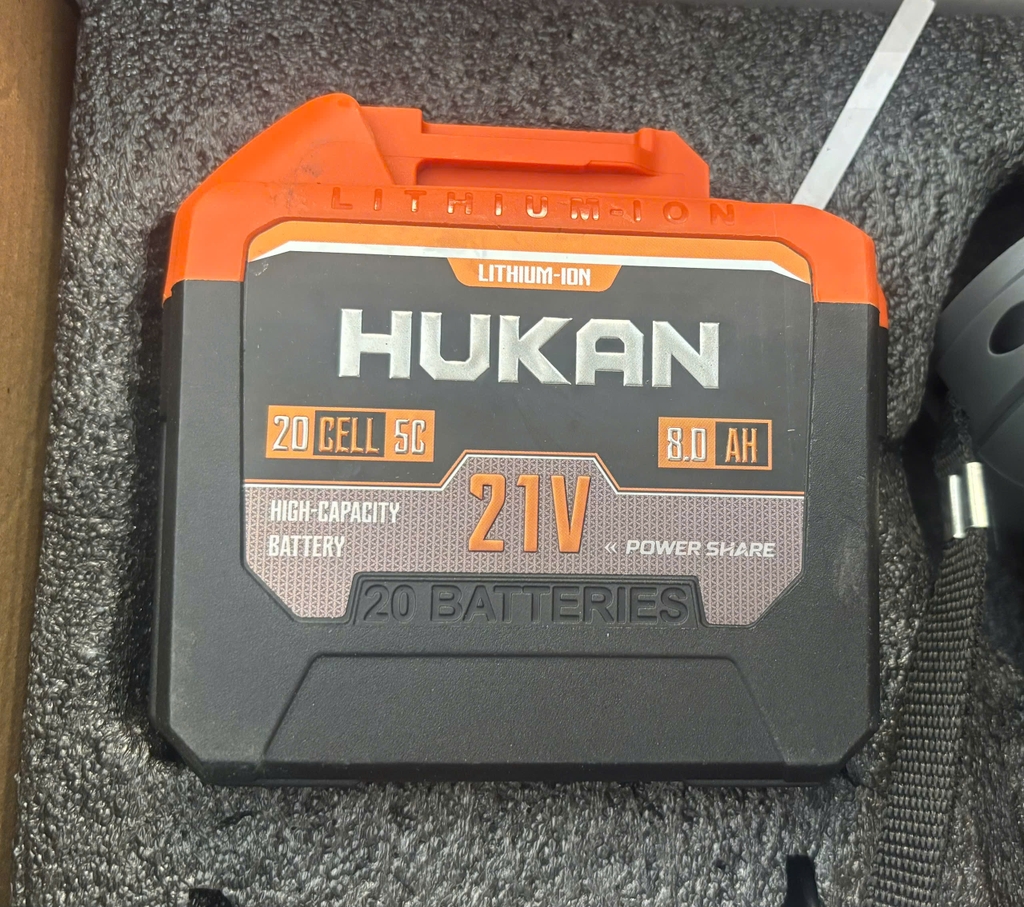 LITHIUM-ION
LITHIUM-ION
HUKAN
20 CELL 5C
8.0 AH
21V
HIGH-CAPACITY
BATTERY
« POWER SHARE
20 BATTERIES